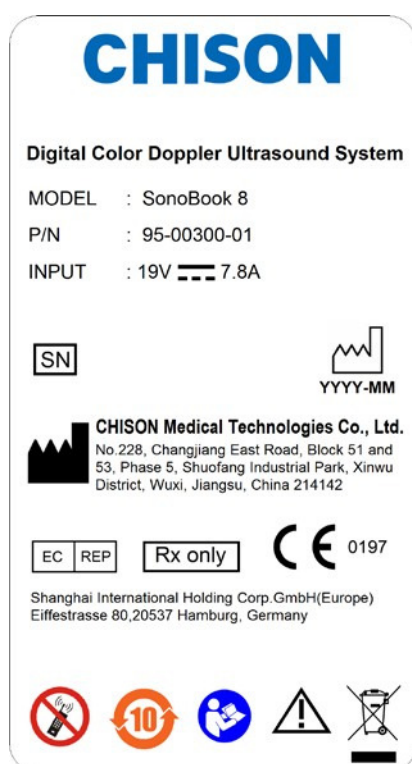 CHISON
Digital Color Doppler Ultrasound System
MODEL : SonoBook 8
P/N : 95-00300-01
INPUT : 19V 7.8A
SN
YYYY-MM
CHISON Medical Technologies Co., Ltd.
No.228, Changjiang East Road, Block 51 and
53, Phase 5, Shuofang Industrial Park, Xinwu
District, Wuxi, Jiangsu, China 214142
EC REP
Rx only
CE 0197
Shanghai International Holding Corp.GmbH(Europe)
Eiffestrasse 80,20537 Hamburg, Germany
10